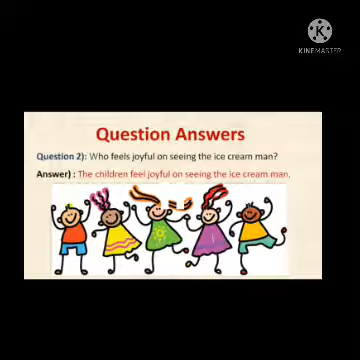 KINEMASTER
Question Answers
Question 2): Who feels joyful on seeing the ice cream man?
Answer) : The children feel joyful on seeing the ice cream man.